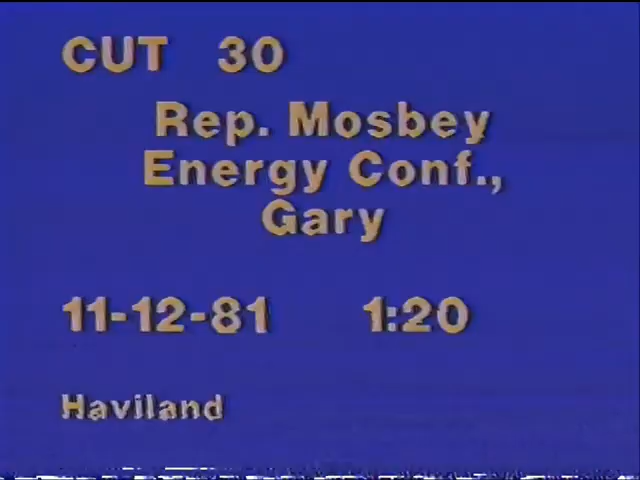 CUT 30
Rep. Mosbey
Energy Conf.,
Gary
11-12-81 1:20
Haviland